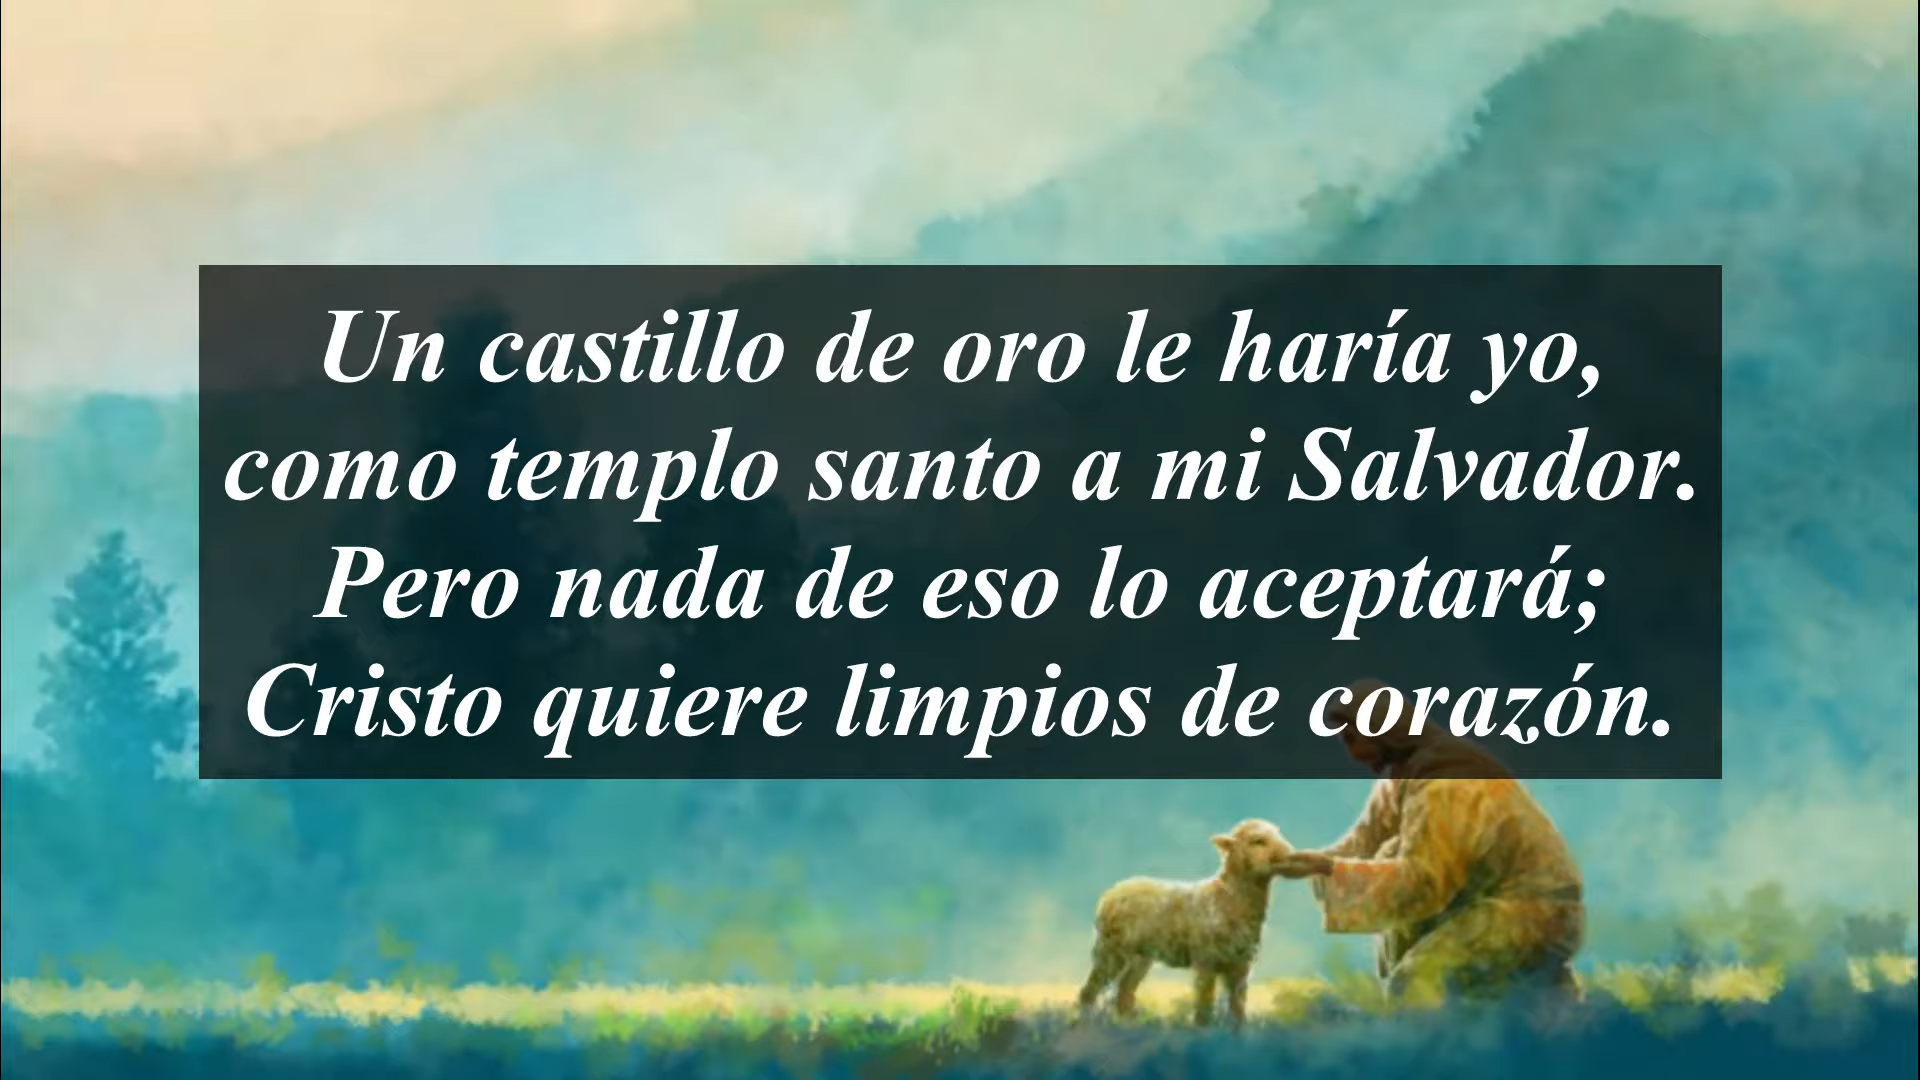 Un castillo de oro le haría yo,
como templo santo a mi Salvador.
Pero nada de eso lo aceptará;
Cristo quiere limpios de corazón.